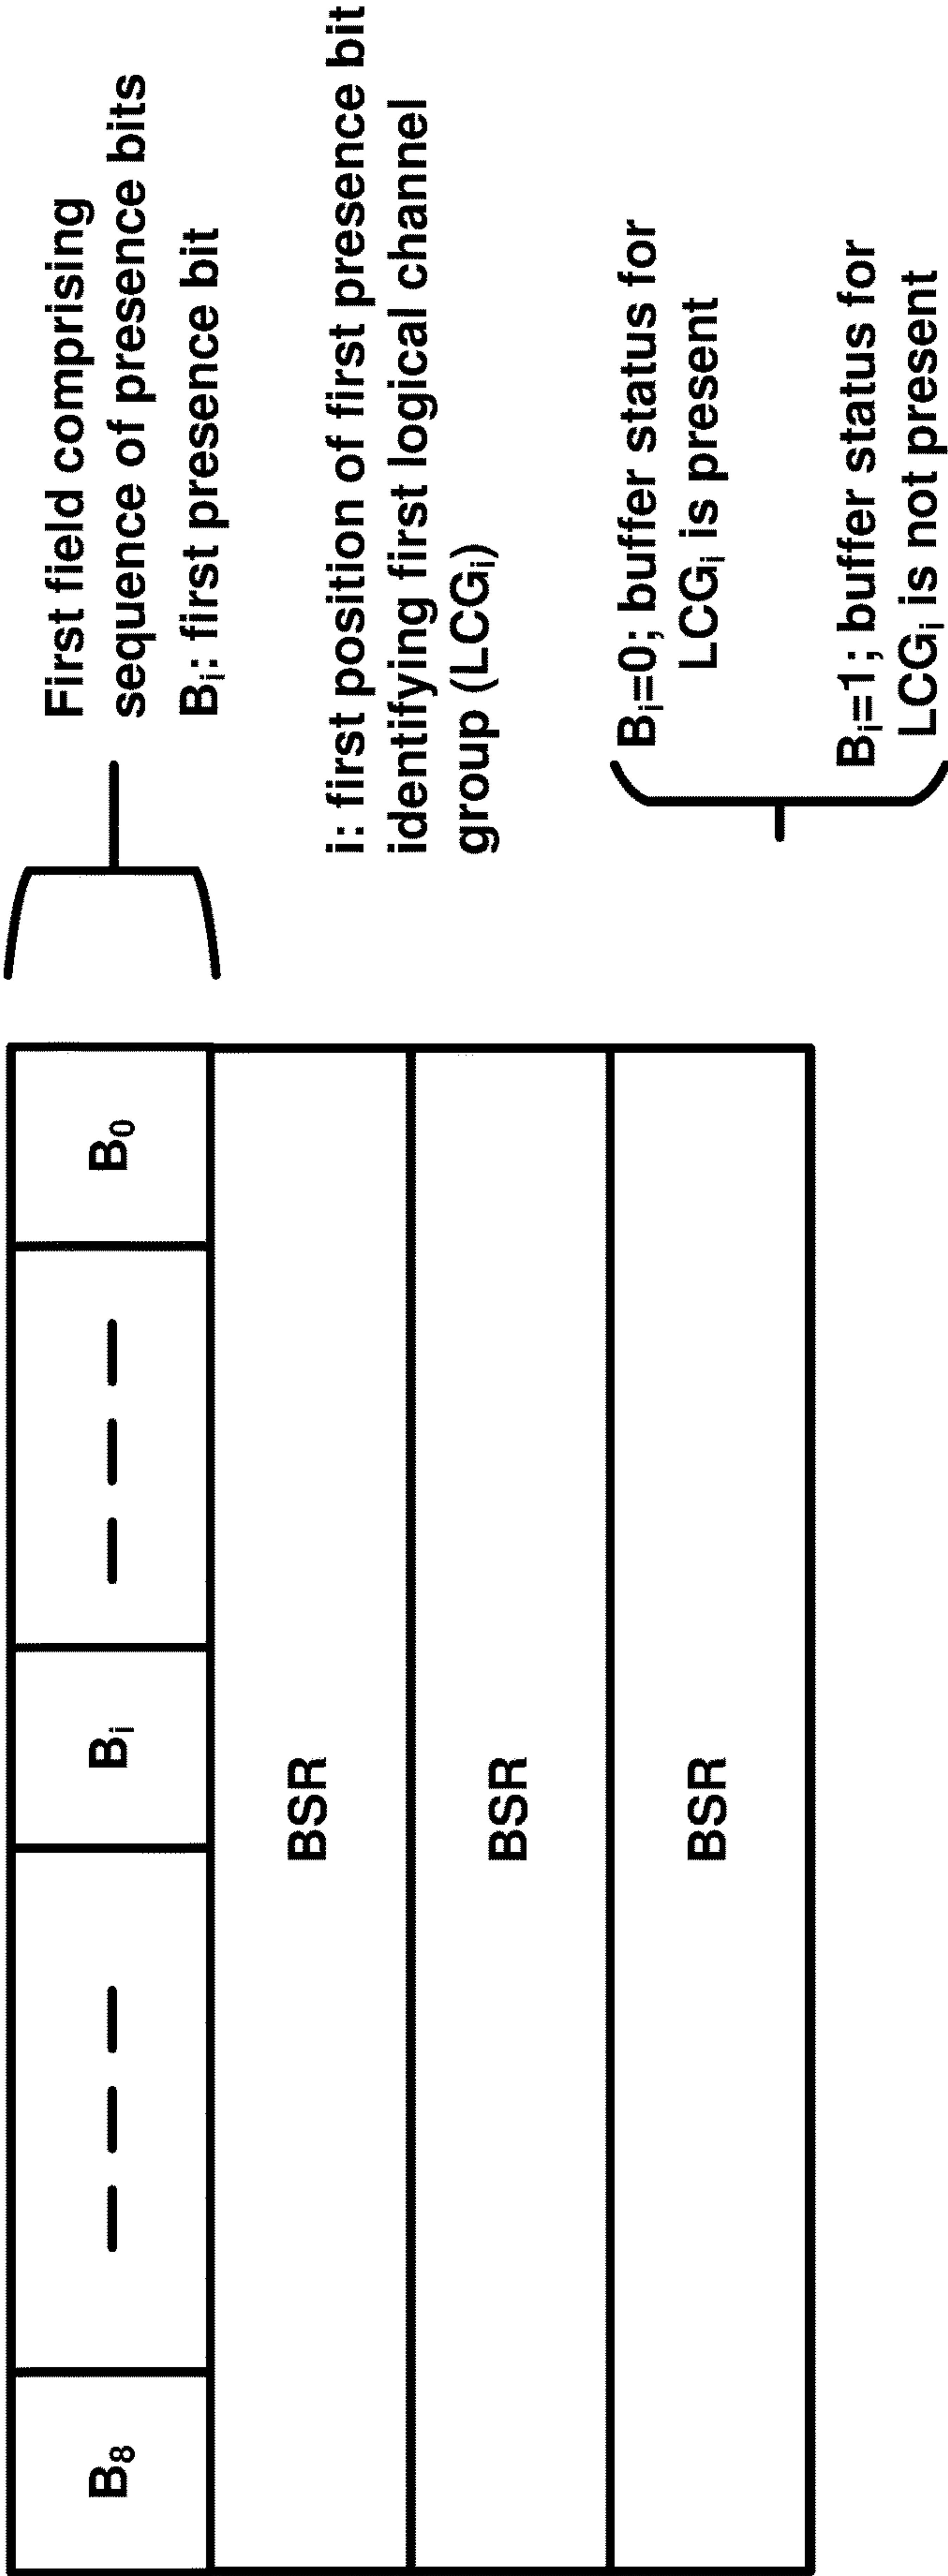 B₈
Bᵢ
B₀
BSR
BSR
BSR
First field comprising
sequence of presence bits
Bᵢ: first presence bit
i: first position of first presence bit
identifying first logical channel
group (LCGᵢ)
Bᵢ=0; buffer status for
LCGᵢ is present
Bᵢ=1; buffer status for
LCGᵢ is not present